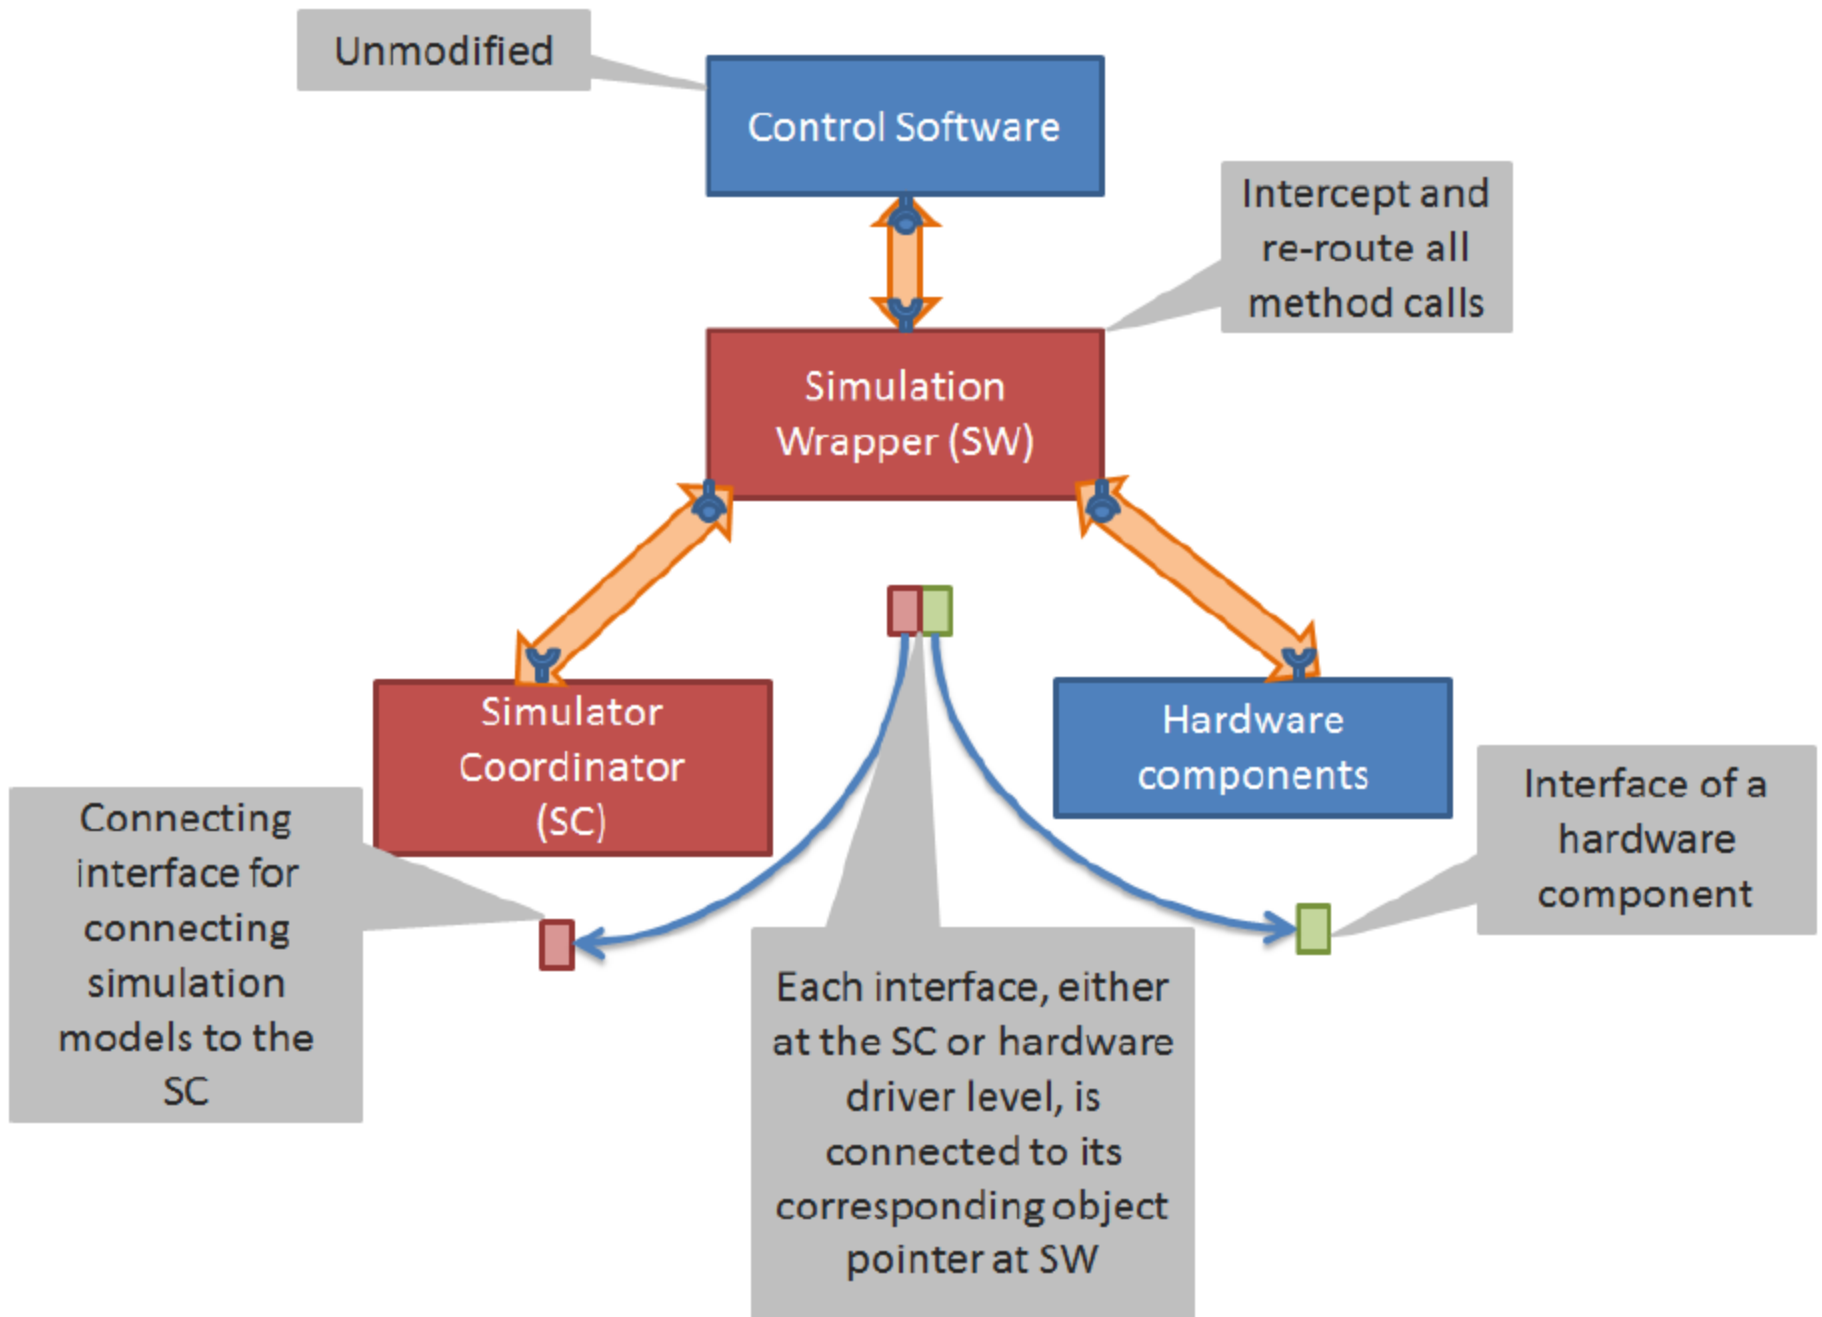 Unmodified
Control Software
Intercept and
re-route all
method calls
Simulation
Wrapper (SW)
Simulator
Coordinator
(SC)
Hardware
components
Connecting
interface for
connecting
simulation
models to the
SC
Interface of a
hardware
component
Each interface, either
at the SC or hardware
driver level, is
connected to its
corresponding object
pointer at SW